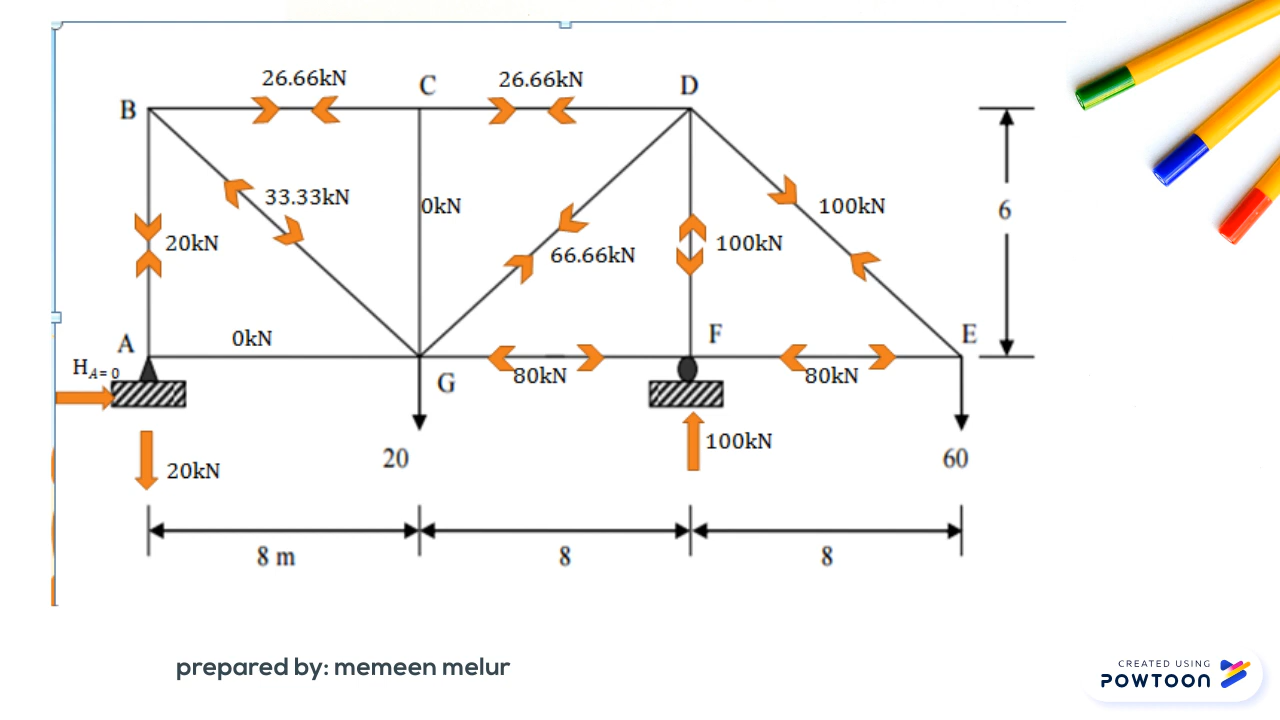 26.66kN
C
26.66kN
D
B
33.33kN
0kN
100kN
6
20kN
66.66kN
100kN
A
0kN
F
E
HA=0
G
80kN
80kN
20kN
20
100kN
60
8 m
8
8
prepared by: memeen melur
CREATED USING
POWTOON